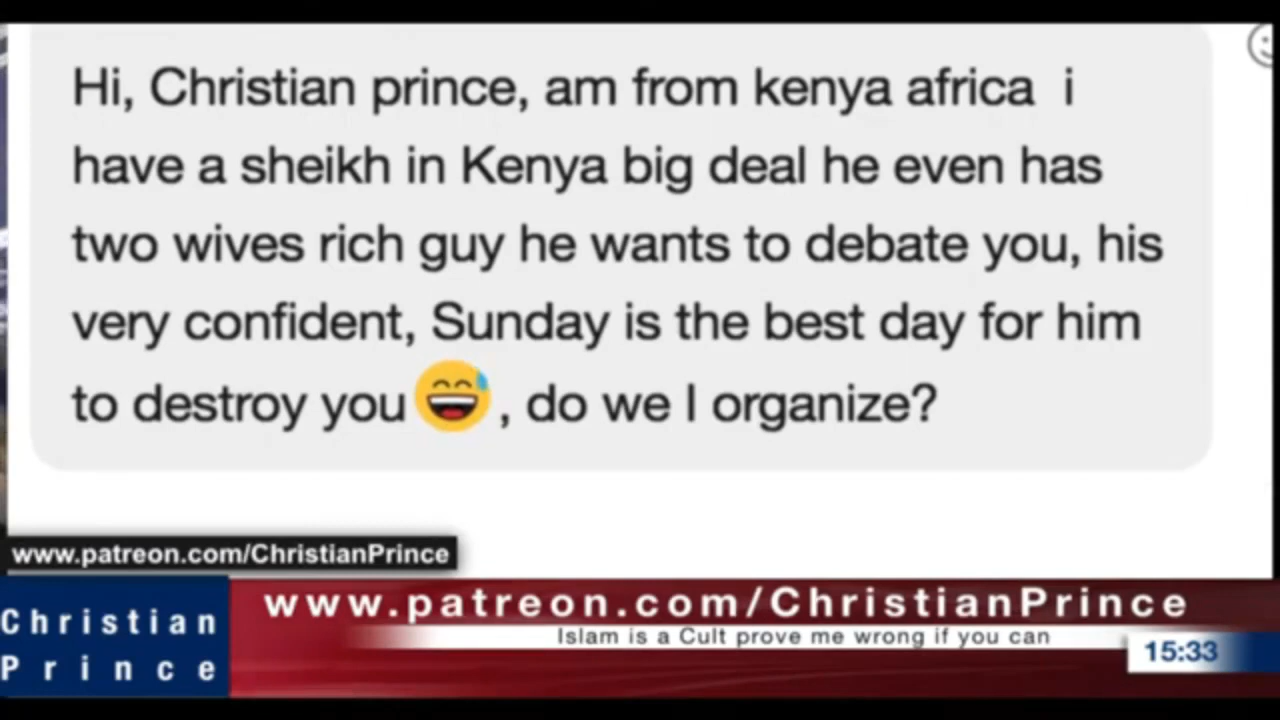 Hi, Christian prince, am from kenya africa i
have a sheikh in Kenya big deal he even has
two wives rich guy he wants to debate you, his
very confident, Sunday is the best day for him
to destroy you😅, do we I organize?
www.patreon.com/ChristianPrince
www.patreon.com/ChristianPrince
Islam is a Cult prove me wrong if you can
Christian
Prince
15:33